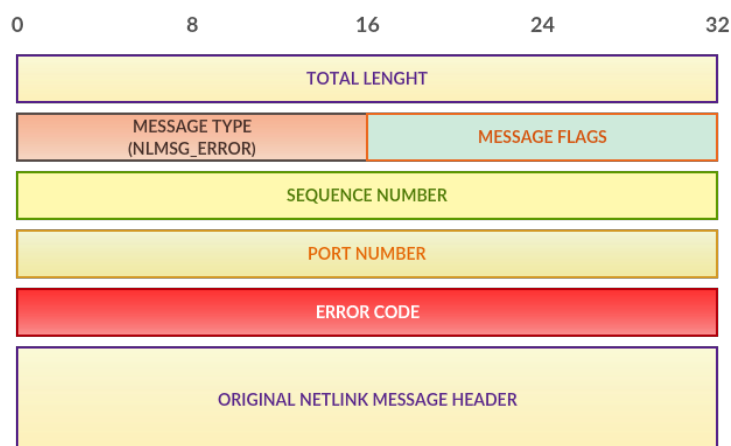 0 8 16 24 32
TOTAL LENGHT
MESSAGE TYPE
(NLMSG_ERROR)
MESSAGE FLAGS
SEQUENCE NUMBER
PORT NUMBER
ERROR CODE
ORIGINAL NETLINK MESSAGE HEADER